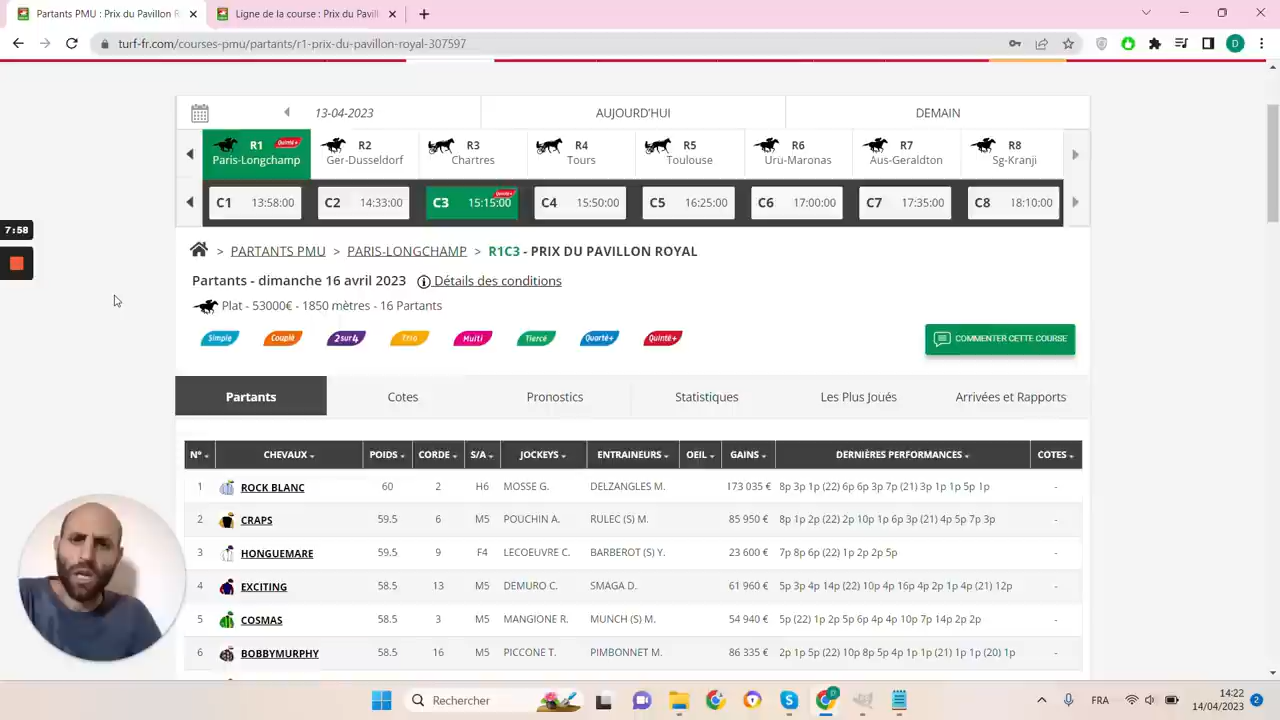 Partants PMU : Prix du Pavillon R
Ligne de la course : Prix du Pavill
turf-fr.com/courses-pmu/partants/r1-prix-du-pavillon-royal-307597
D
13-04-2023 AUJOURD'HUI DEMAIN
R1 Quinté+ R2 R3 R4 R5 R6 R7 R8
Paris-Longchamp Ger-Dusseldorf Chartres Tours Toulouse Uru-Maronas Aus-Geraldton Sg-Kranji
C1 13:58:00 C2 14:33:00 C3 15:15:00 Quinté+ C4 15:50:00 C5 16:25:00 C6 17:00:00 C7 17:35:00 C8 18:10:00
7:58
> PARTANTS PMU > PARIS-LONGCHAMP > R1C3 - PRIX DU PAVILLON ROYAL
Partants - dimanche 16 avril 2023 Détails des conditions
Plat - 53000€ - 1850 mètres - 16 Partants
Simple Couplé 2sur4 Trio Multi Tiercé Quarté+ Quinté+
COMMENTER CETTE COURSE
Partants Cotes Pronostics Statistiques Les Plus Joués Arrivées et Rapports
N° CHEVAUX POIDS CORDE S/A JOCKEYS ENTRAINEURS OEIL GAINS DERNIÈRES PERFORMANCES COTES
1 ROCK BLANC 60 2 H6 MOSSE G. DELZANGLES M. 173 035 € 8p 3p 1p (22) 6p 6p 3p 7p (21) 3p 1p 1p 5p 1p -
2 CRAPS 59.5 6 M5 POUCHIN A. RULEC (S) M. 85 950 € 8p 1p 2p (22) 2p 10p 1p 6p 3p (21) 4p 5p 7p 3p -
3 HONGUEMARE 59.5 9 F4 LECOEUVRE C. BARBEROT (S) Y. 23 600 € 7p 8p 6p (22) 1p 2p 2p 5p -
4 EXCITING 58.5 13 M5 DEMURO C. SMAGA D. 61 960 € 5p 3p 4p 14p (22) 10p 4p 16p 4p 2p 1p 4p (21) 12p -
5 COSMAS 58.5 3 M5 MANGIONE R. MUNCH (S) M. 54 940 € 5p (22) 1p 2p 5p 6p 4p 4p 10p 7p 14p 2p 2p -
6 BOBBYMURPHY 58.5 16 M5 PICCONE T. PIMBONNET M. 86 335 € 2p 1p 5p (22) 10p 8p 5p 4p 1p 1p (21) 1p 1p (20) 1p -
Rechercher FRA 14:22
14/04/2023 2